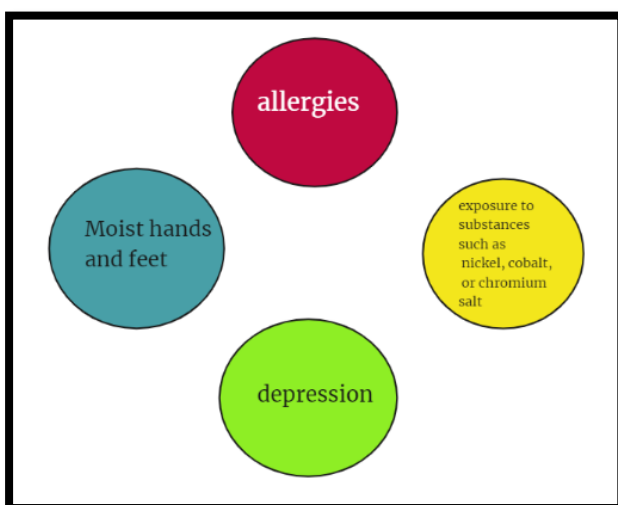 allergies
Moist hands
and feet
exposure to
substances
such as
nickel, cobalt,
or chromium
salt
depression